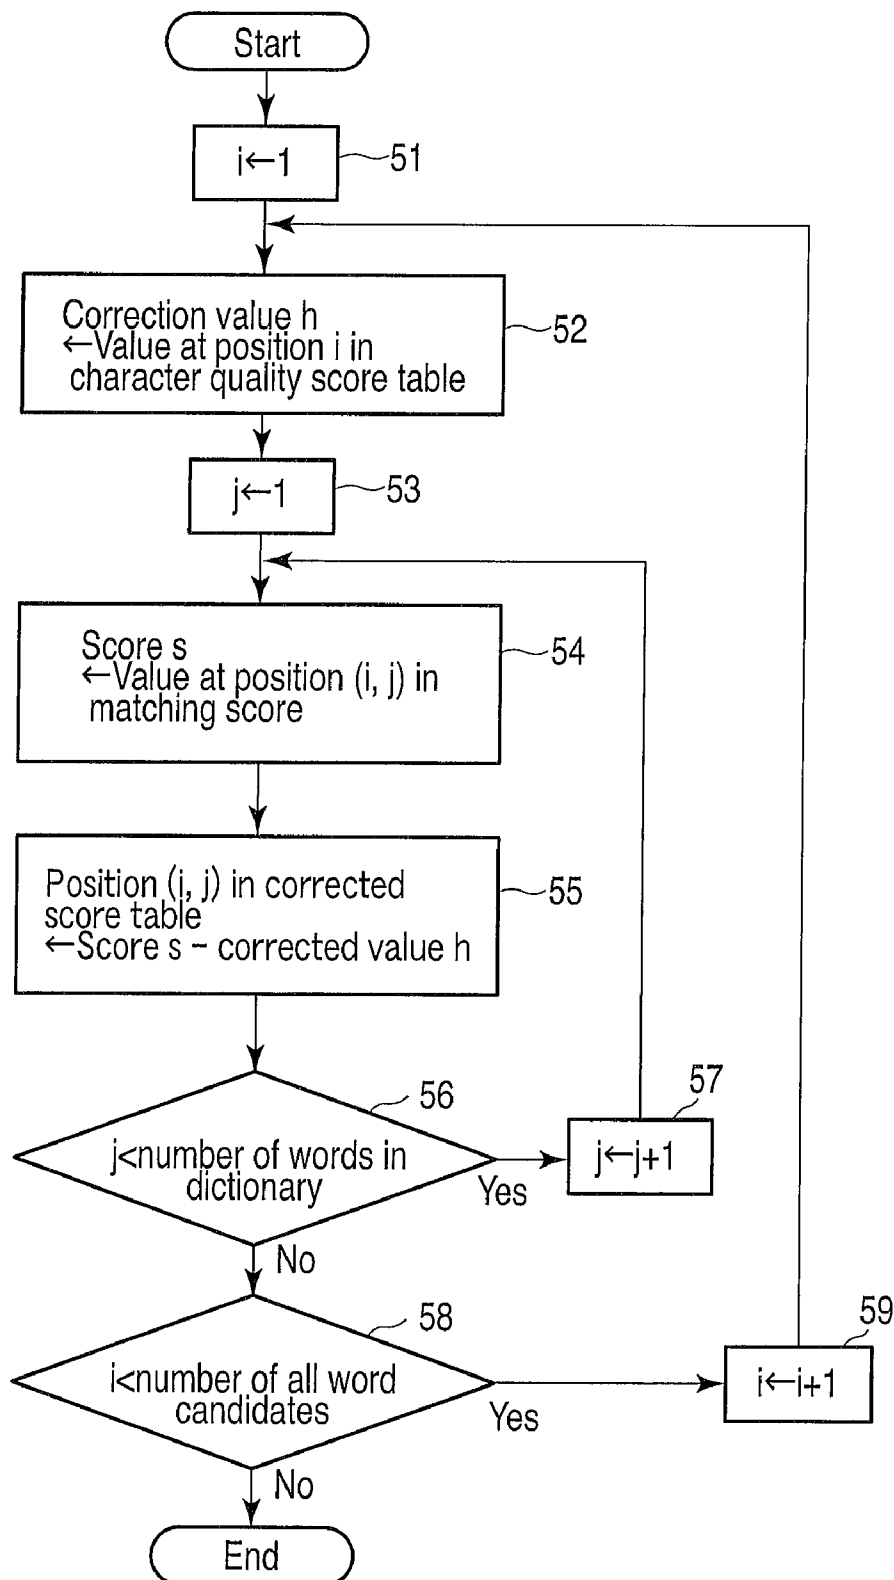 Start
i←1
51
Correction value h
←Value at position i in
character quality score table
52
j←1
53
Score s
←Value at position (i, j) in
matching score
54
Position (i, j) in corrected
score table
←Score s − corrected value h
55
56
j<number of words in
dictionary
Yes
57
j←j+1
No
58
i<number of all word
candidates
Yes
59
i←i+1
No
End